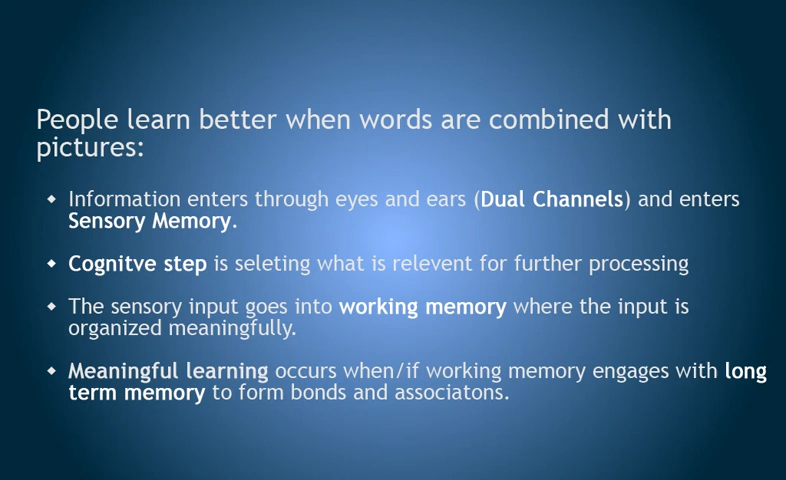 People learn better when words are combined with
pictures:
Information enters through eyes and ears (Dual Channels) and enters
Sensory Memory.
Cognitve step is seleting what is relevent for further processing
The sensory input goes into working memory where the input is
organized meaningfully.
Meaningful learning occurs when/if working memory engages with long
term memory to form bonds and associatons.